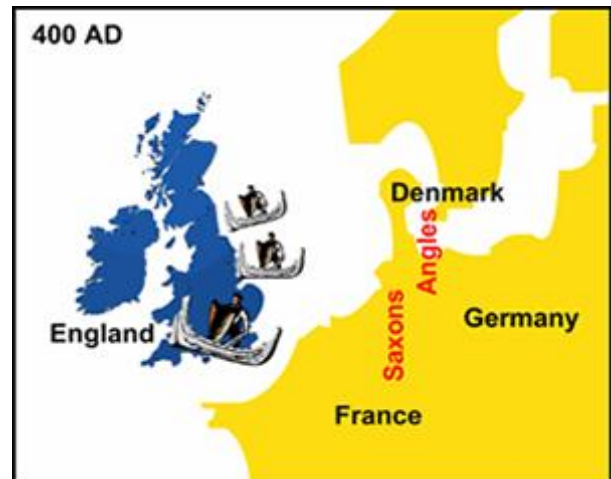 400 AD
Denmark
Angles
Saxons
Germany
England
France